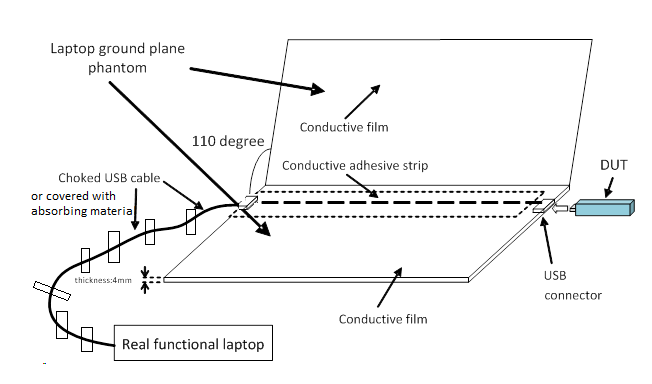 Laptop ground plane
phantom
Conductive film
110 degree
Conductive adhesive strip
DUT
Choked USB cable
or covered with
absorbing material
thickness:4mm
USB
connector
Conductive film
Real functional laptop